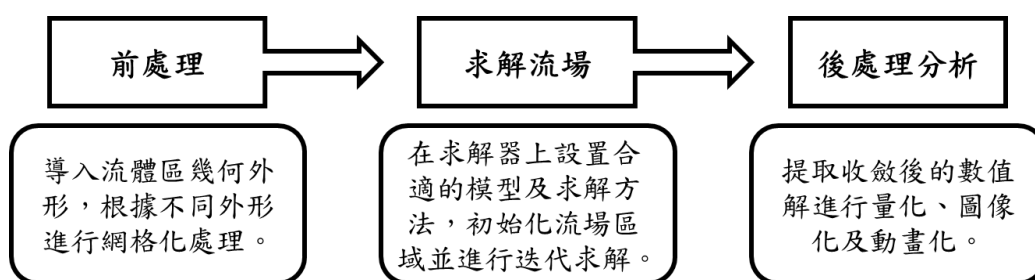 前處理
求解流場
後處理分析
導入流體區幾何外
形，根據不同外形
進行網格化處理。
在求解器上設置合
適的模型及求解方
法，初始化流場區
域並進行迭代求解。
提取收斂後的數值
解進行量化、圖像
化及動畫化。